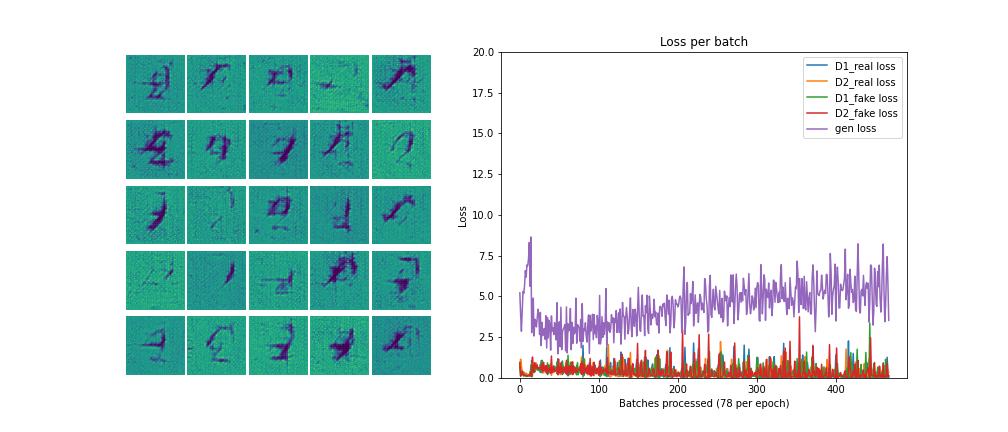 Loss per batch
20.0
17.5
15.0
12.5
10.0
7.5
5.0
2.5
0.0
Loss
D1_real loss
D2_real loss
D1_fake loss
D2_fake loss
gen loss
0 100 200 300 400
Batches processed (78 per epoch)